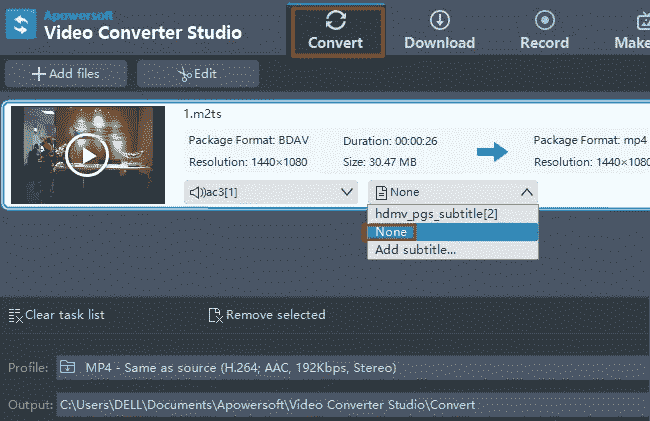 Apowersoft
Video Converter Studio
Convert
Download
Record
Make
Add files
Edit
1.m2ts
Package Format: BDAV
Duration: 00:00:26
Package Format: mp4
Resolution: 1440×1080
Size: 30.47 MB
Resolution: 1440×1080
ac3[1]
None
hdmv_pgs_subtitle[2]
None
Add subtitle...
Clear task list
Remove selected
Profile:
MP4 - Same as source (H.264; AAC, 192Kbps, Stereo)
Output:
C:\Users\DELL\Documents\Apowersoft\Video Converter Studio\Convert